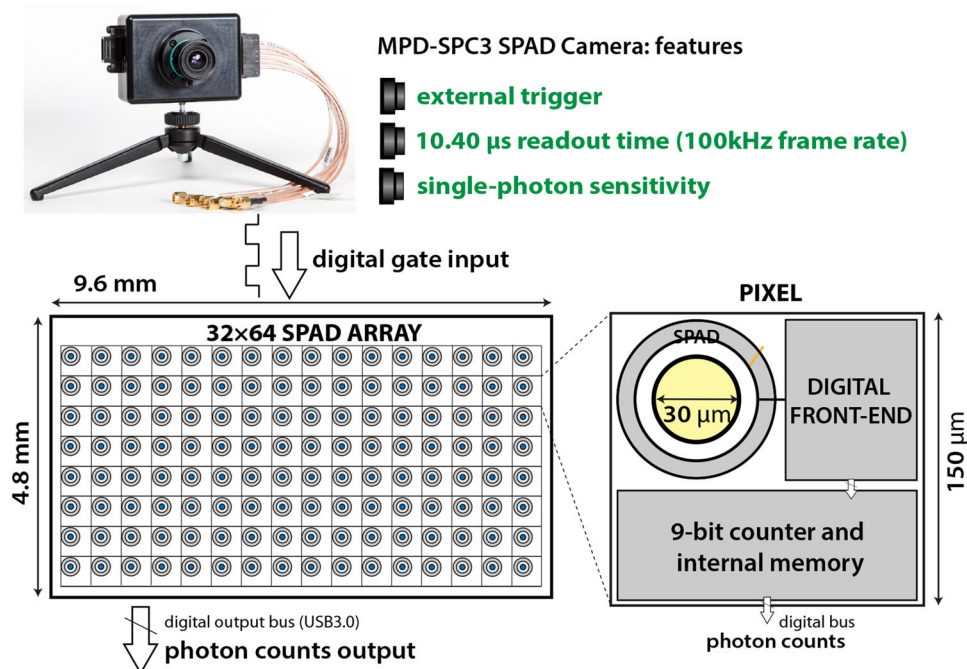 MPD-SPC3 SPAD Camera: features
external trigger
10.40 µs readout time (100kHz frame rate)
single-photon sensitivity
digital gate input
9.6 mm
4.8 mm
32×64 SPAD ARRAY
digital output bus (USB3.0)
photon counts output
PIXEL
SPAD
30 µm
DIGITAL
FRONT-END
150 µm
9-bit counter and
internal memory
digital bus
photon counts